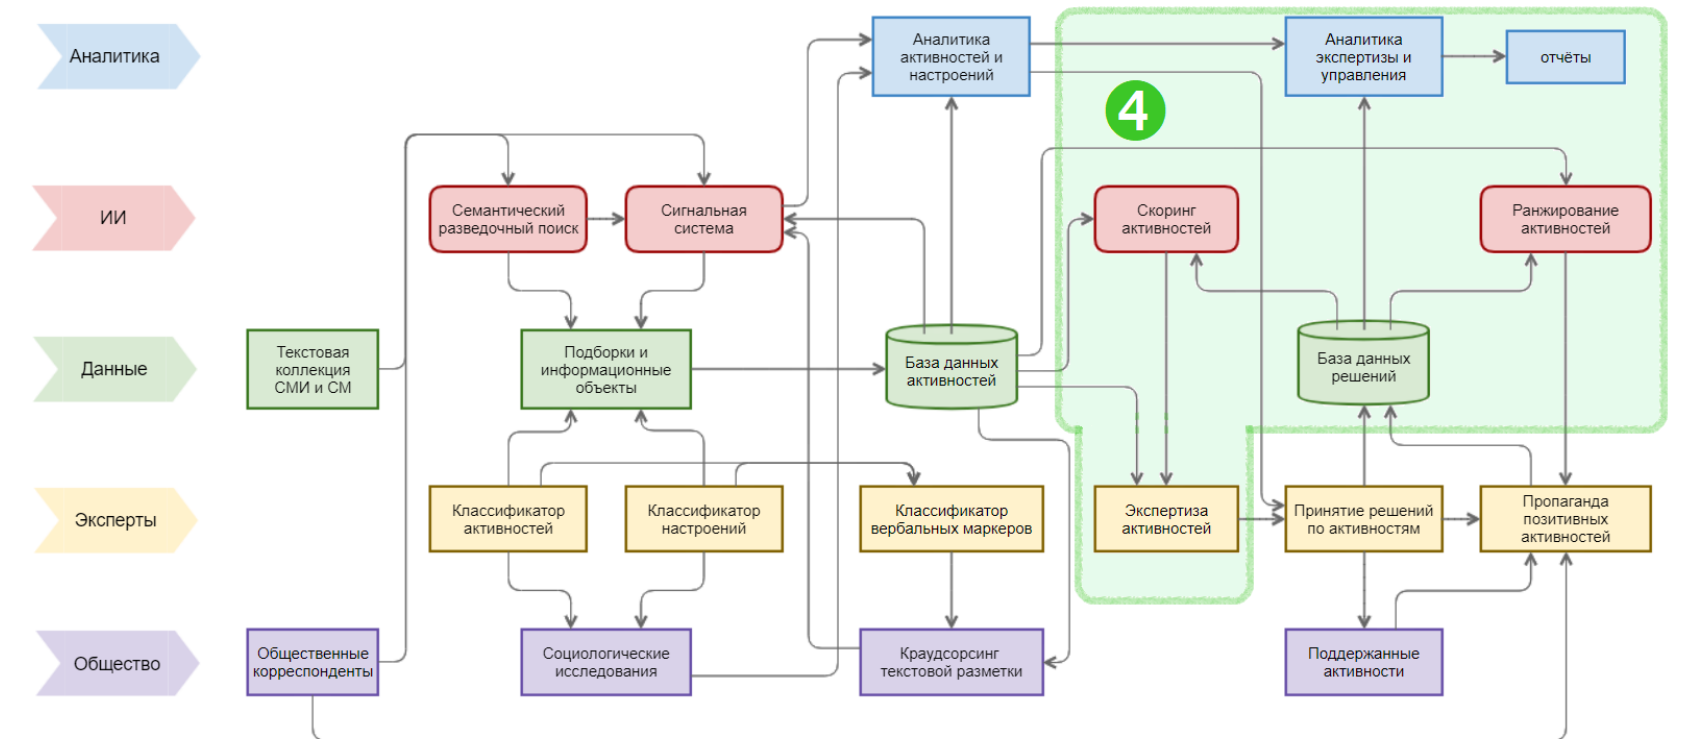 Аналитика
Аналитика
активностей и
настроений
Аналитика
экспертизы и
управления
отчёты
4
ИИ
Семантический
разведочный поиск
Сигнальная
система
Скоринг
активностей
Ранжирование
активностей
Данные
Текстовая
коллекция
СМИ и СМ
Подборки и
информационные
объекты
База данных
активностей
База данных
решений
Эксперты
Классификатор
активностей
Классификатор
настроений
Классификатор
вербальных маркеров
Экспертиза
активностей
Принятие решений
по активностям
Пропаганда
позитивных
активностей
Общество
Общественные
корреспонденты
Социологические
исследования
Краудсорсинг
текстовой разметки
Поддержанные
активности